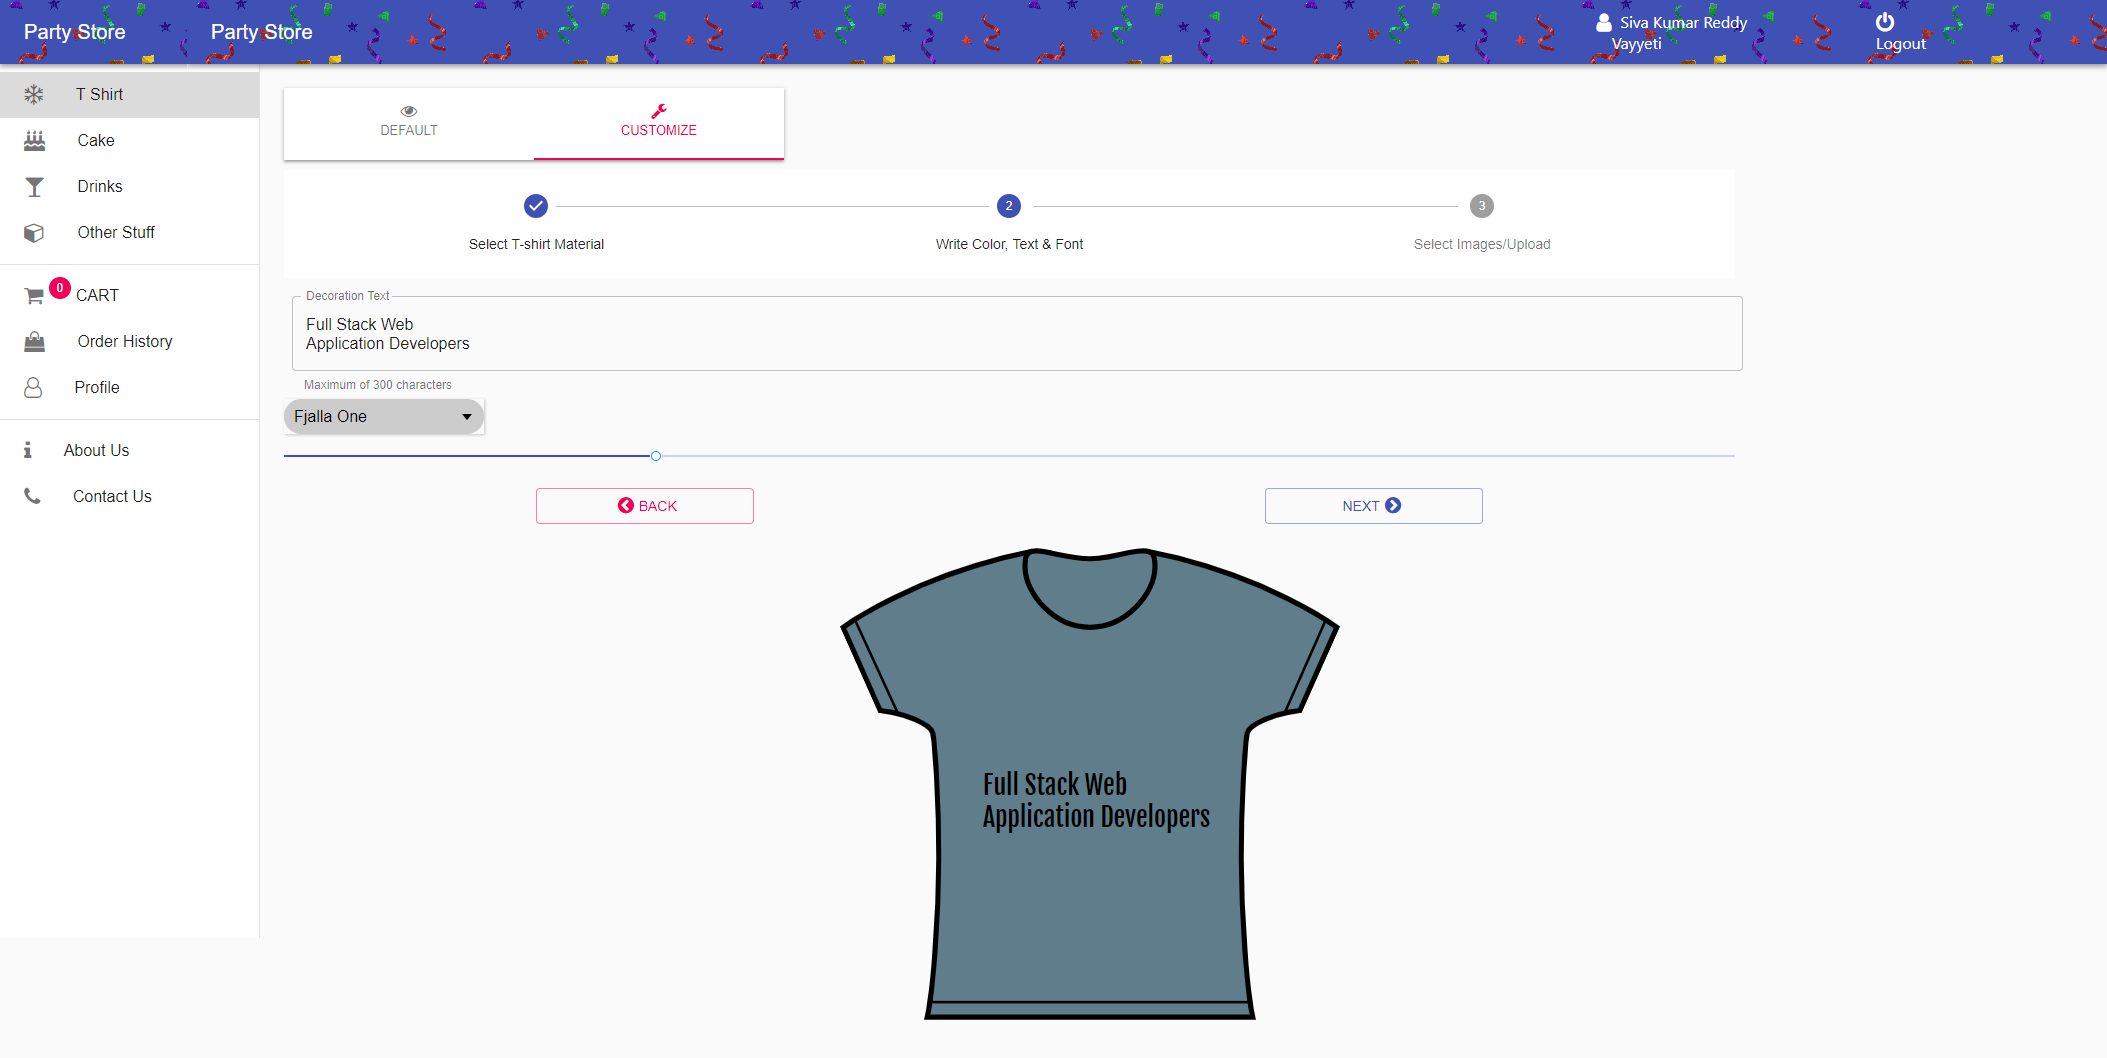 Party Store
Party Store
Siva Kumar Reddy
Vayyeti
Logout
T Shirt
Cake
Drinks
Other Stuff
0
CART
Order History
Profile
About Us
Contact Us
DEFAULT
CUSTOMIZE
2
3
Select T-shirt Material
Write Color, Text & Font
Select Images/Upload
Decoration Text
Full Stack Web
Application Developers
Maximum of 300 characters
Fjalla One
BACK
NEXT
Full Stack Web
Application Developers